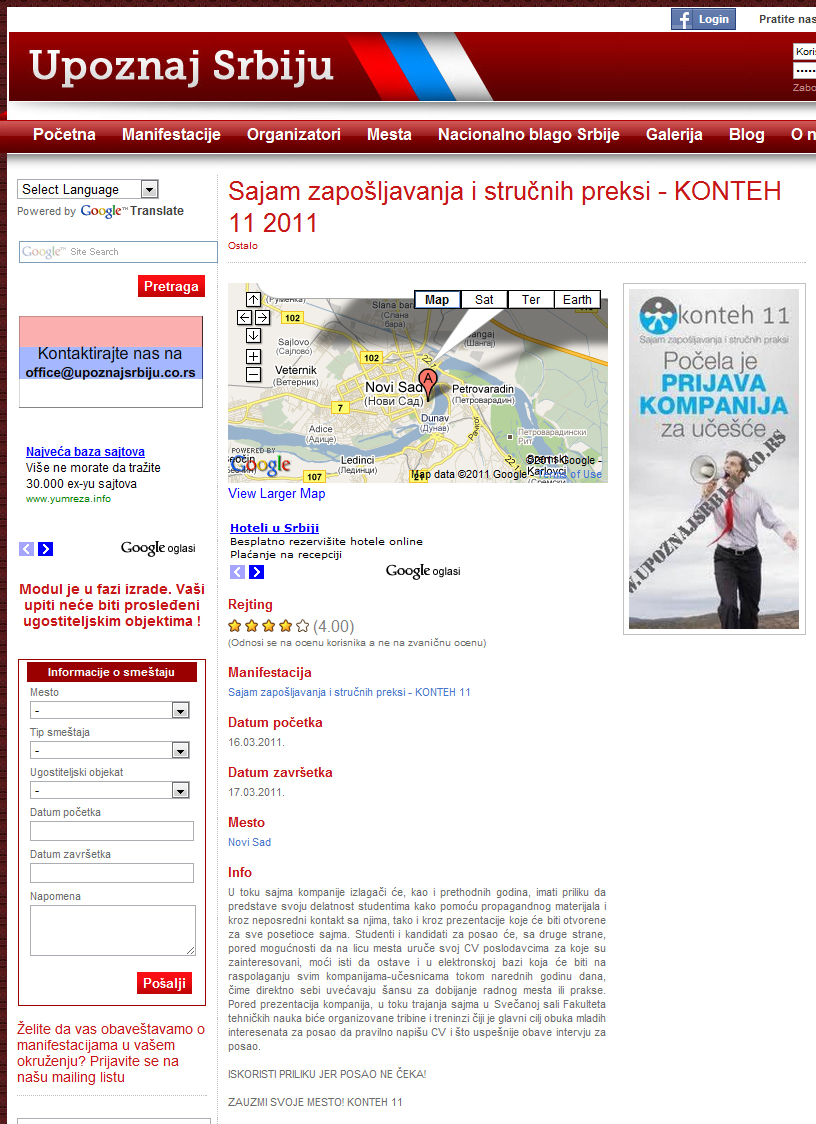 Login
Pratite nas
Upoznaj Srbiju
Početna
Manifestacije
Organizatori
Mesta
Nacionalno blago Srbije
Galerija
Blog
Select Language
Powered by Google™ Translate
Google™ Site Search
Pretraga
Kontaktirajte nas na
office@upoznajsrbiju.co.rs
Najveća baza sajtova
Više ne morate da tražite
30.000 ex-yu sajtova
www.yumreza.info
Google oglasi
Modul je u fazi izrade. Vaši
upiti neće biti prosleđeni
ugostiteljskim objektima !
Informacije o smeštaju
Mesto
-
Tip smeštaja
-
Ugostiteljski objekat
-
Datum početka
Datum završetka
Napomena
Pošalji
Želite da vas obaveštavamo o
manifestacijama u vašem
okruženju? Prijavite se na
našu mailing listu
Sajam zapošljavanja i stručnih preksi - KONTEH
11 2011
Ostalo
Map
Sat
Ter
Earth
102
Sajlovo
(Сајлово)
Veternik
(Ветерник)
102
Novi Sad
(Нови Сад)
A
Petrovaradin
(Петроварадин)
7
Dunav
(Дунав)
Adice
(Адице)
Петроварадински
Ledinci
(Лединци)
107
21
POWERED BY
Google
Map data ©2011 Google -
Terms of Use
View Larger Map
Hoteli u Srbiji
Besplatno rezervišite hotele online
Plaćanje na recepciji
Google oglasi
Rejting
(4.00)
(Odnosi se na ocenu korisnika a ne na zvaničnu ocenu)
Manifestacija
Sajam zapošljavanja i stručnih preksi - KONTEH 11
Datum početka
16.03.2011.
Datum završetka
17.03.2011.
Mesto
Novi Sad
Info
U toku sajma kompanije izlagači će, kao i prethodnih godina, imati priliku da
predstave svoju delatnost studentima kako pomoću propagandnog materijala i
kroz neposredni kontakt sa njima, tako i kroz prezentacije koje će biti otvorene
za sve posetioce sajma. Studenti i kandidati za posao će, sa druge strane,
pored mogućnosti da na licu mesta uruče svoj CV poslodavcima za koje su
zainteresovani, moći isti da ostave i u elektronskoj bazi koja će biti na
raspolaganju svim kompanijama-učesnicama tokom narednih godinu dana,
čime direktno sebi uvećavaju šansu za dobijanje radnog mesta ili prakse.
Pored prezentacija kompanija, u toku trajanja sajma u Svečanoj sali Fakulteta
tehničkih nauka biće organizovane tribine i treninzi čiji je glavni cilj obuka mladih
interesenata za posao da pravilno napišu CV i što uspešnije obave intervju za
posao.
ISKORISTI PRILIKU JER POSAO NE ČEKA!
ZAUZMI SVOJE MESTO! KONTEH 11
konteh 11
Sajam zapošljavanja i stručnih preksi
Počela je
PRIJAVA
KOMPANIJA
za učešće